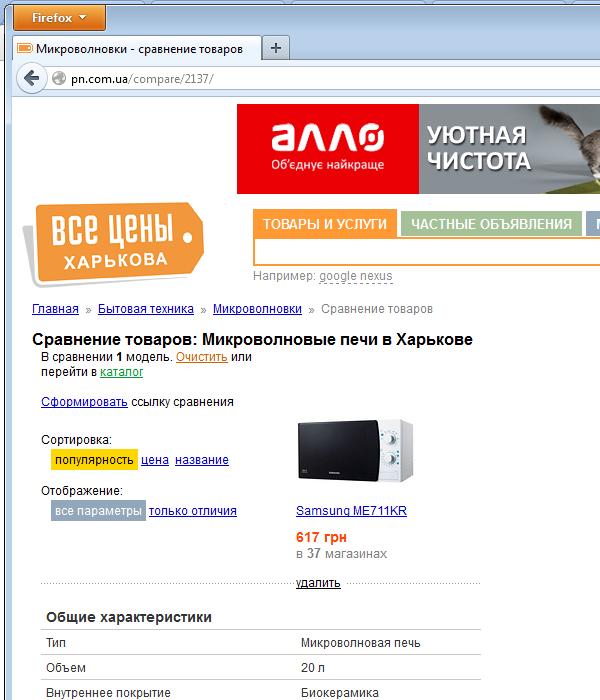 Firefox
Микроволновки - сравнение товаров
pn.com.ua/compare/2137/
алло
Об'єднує найкраще
УЮТНАЯ
ЧИСТОТА
ВСЕ ЦЕНЫ
ХАРЬКОВА
ТОВАРЫ И УСЛУГИ
ЧАСТНЫЕ ОБЪЯВЛЕНИЯ
Например: google nexus
Главная » Бытовая техника » Микроволновки » Сравнение товаров
Сравнение товаров: Микроволновые печи в Харькове
В сравнении 1 модель. Очистить или
перейти в каталог
Сформировать ссылку сравнения
Сортировка:
популярность цена название
Отображение:
все параметры только отличия
SAMSUNG
Samsung ME711KR
617 грн
в 37 магазинах
удалить
Общие характеристики
Тип Микроволновая печь
Объем 20 л
Внутреннее покрытие Биокерамика